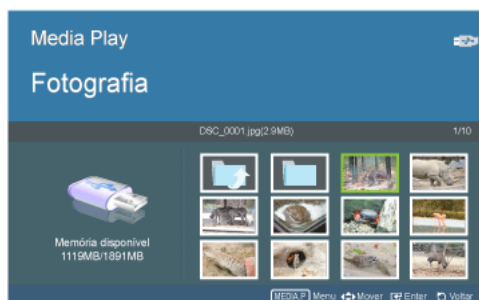 Media Play
Fotografia
DSC_0001.jpg(2.9MB) 1/10
Memória disponível
1119MB/1891MB
MEDIA.P Menu Mover Enter Voltar